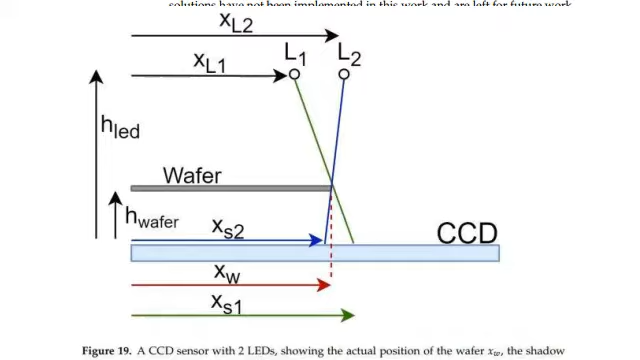 solutions have not been implemented in this work and are left for future work
xL2
xL1
L1
L2
hled
Wafer
hwafer
xs2
CCD
xw
xs1
Figure 19. A CCD sensor with 2 LEDs, showing the actual position of the wafer xw, the shadow